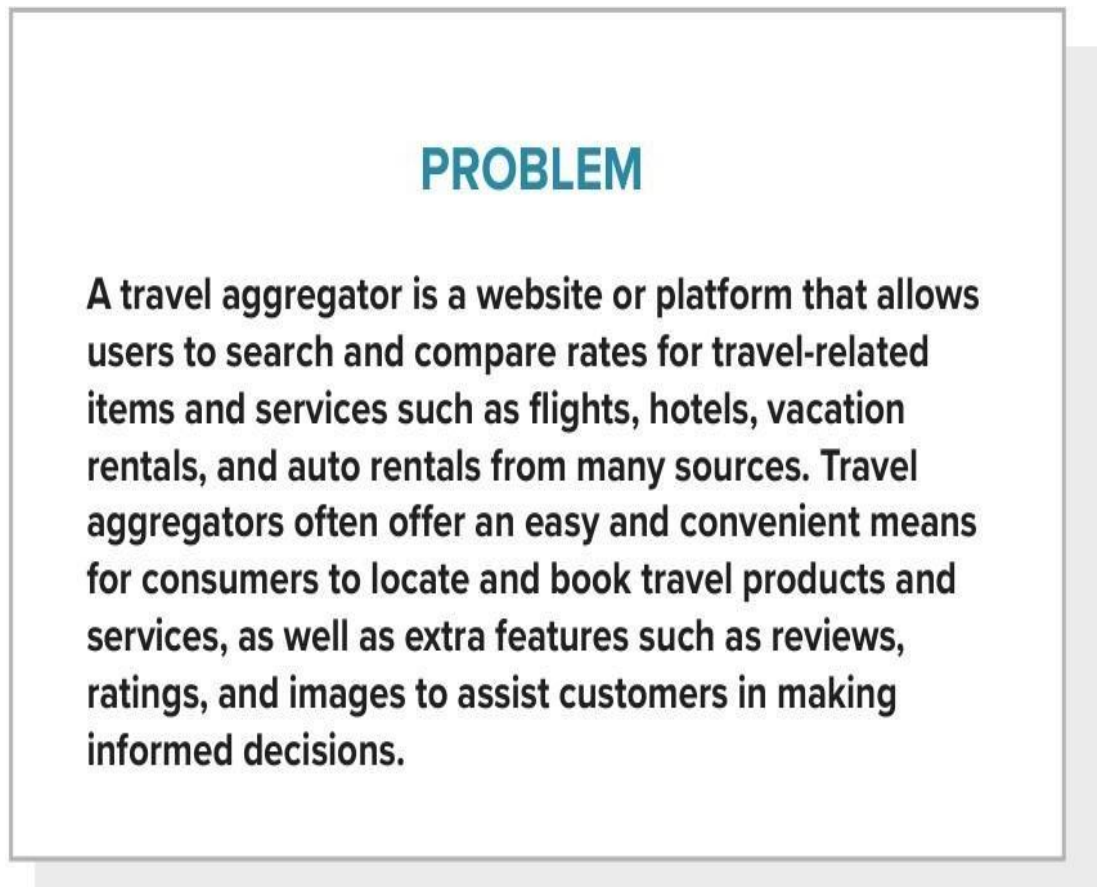 PROBLEM
A travel aggregator is a website or platform that allows
users to search and compare rates for travel-related
items and services such as flights, hotels, vacation
rentals, and auto rentals from many sources. Travel
aggregators often offer an easy and convenient means
for consumers to locate and book travel products and
services, as well as extra features such as reviews,
ratings, and images to assist customers in making
informed decisions.